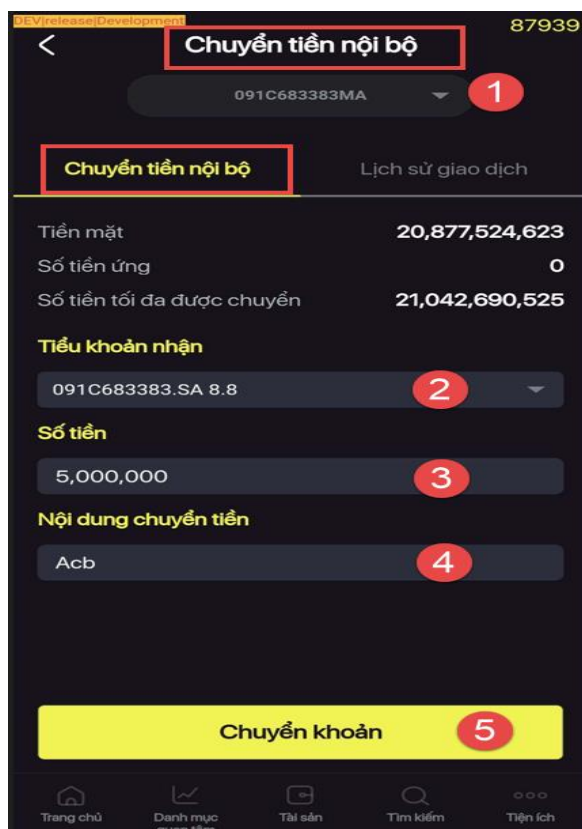 DEV|release|Development
87939
Chuyển tiền nội bộ
091C683383MA
1
Chuyển tiền nội bộ
Lịch sử giao dịch
Tiền mặt 20,877,524,623
Số tiền ứng 0
Số tiền tối đa được chuyển 21,042,690,525
Tiểu khoản nhận
091C683383.SA 8.8 2
Số tiền
5,000,000 3
Nội dung chuyển tiền
Acb 4
Chuyển khoản 5
Trang chủ
Danh mục
quan tâm
Tài sản
Tìm kiếm
Tiện ích